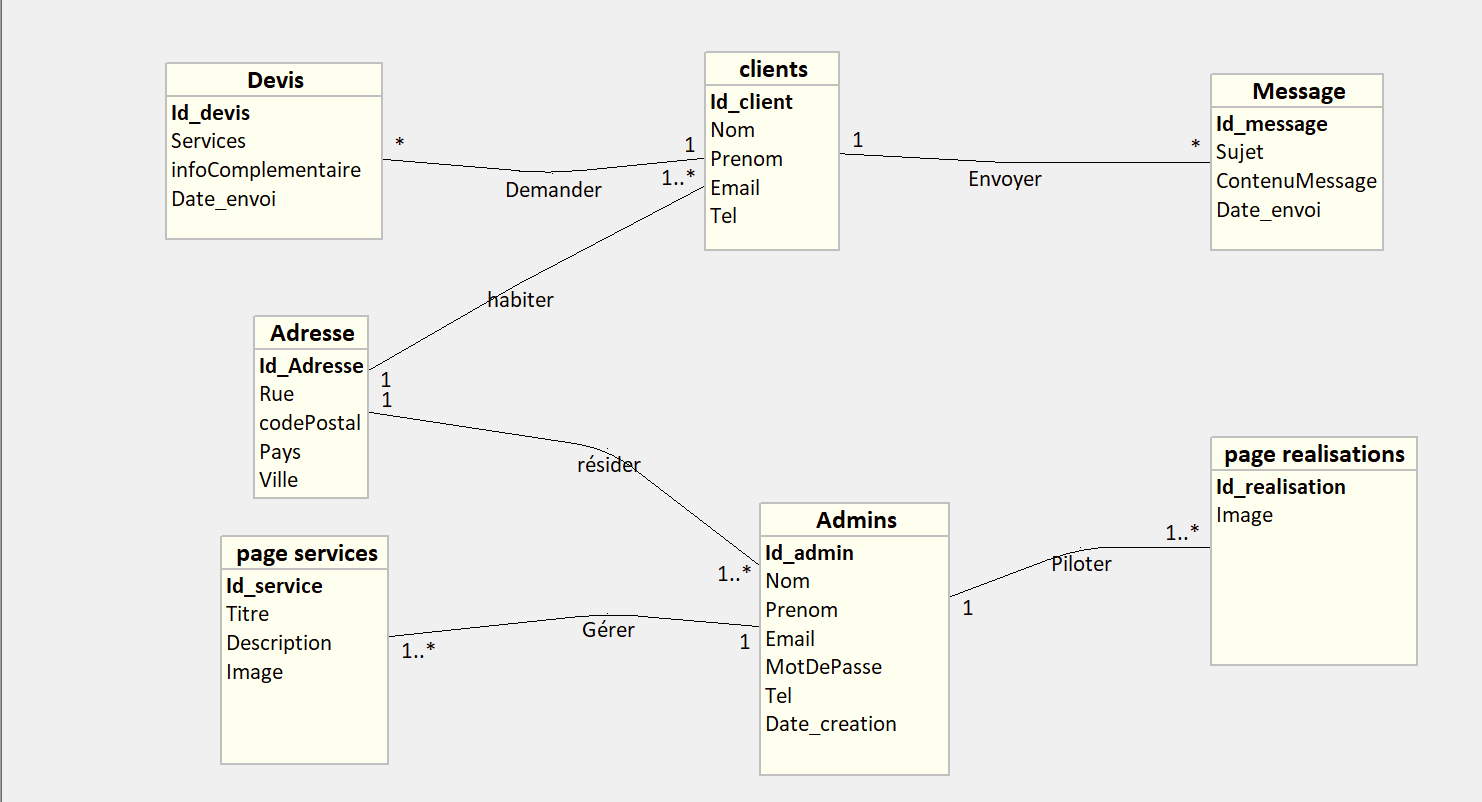 Devis
Id_devis
Services
infoComplementaire
Date_envoi
*
1
Demander
clients
Id_client
Nom
Prenom
Email
Tel
1..*
1
*
Envoyer
Message
Id_message
Sujet
ContenuMessage
Date_envoi
habiter
Adresse
Id_Adresse
Rue
codePostal
Pays
Ville
1
1
résider
1..*
page services
Id_service
Titre
Description
Image
1..*
Gérer
1
Admins
Id_admin
Nom
Prenom
Email
MotDePasse
Tel
Date_creation
1
Piloter
1..*
page realisations
Id_realisation
Image